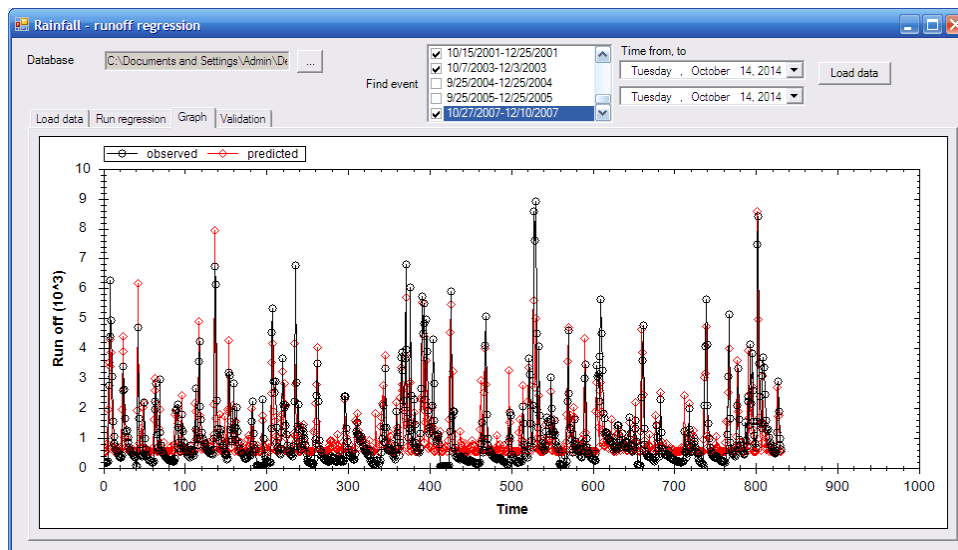 Rainfall - runoff regression
Database
C:\Documents and Settings\Admin\De
...
Find event
10/15/2001-12/25/2001
10/7/2003-12/3/2003
9/25/2004-12/25/2004
9/25/2005-12/25/2005
10/27/2007-12/10/2007
Time from, to
Tuesday , October 14, 2014
Tuesday , October 14, 2014
Load data
Load data Run regression Graph Validation
observed predicted
10
9
8
7
6
5
4
3
2
1
0
Run off (10^3)
0 100 200 300 400 500 600 700 800 900 1000
Time